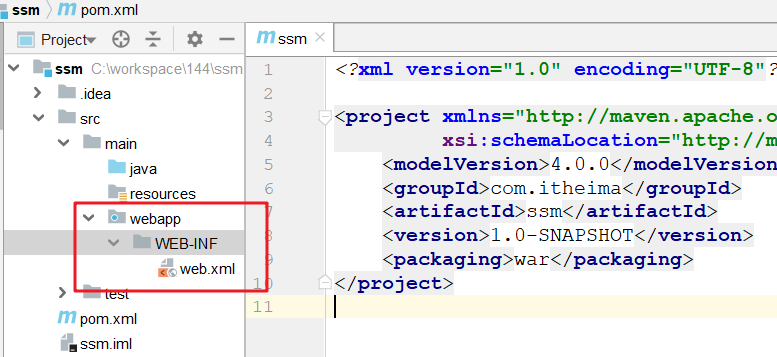 ssm pom.xml
Project
ssm C:\workspace\144\ssm
.idea
src
main
java
resources
webapp
WEB-INF
web.xml
test
pom.xml
ssm.iml
ssm
1 <?xml version="1.0" encoding="UTF-8"?
2
3 <project xmlns="http://maven.apache.o
4 xsi:schemaLocation="http://m
5 <modelVersion>4.0.0</modelVersion
6 <groupId>com.itheima</groupId>
7 <artifactId>ssm</artifactId>
8 <version>1.0-SNAPSHOT</version>
9 <packaging>war</packaging>
10 </project>
11